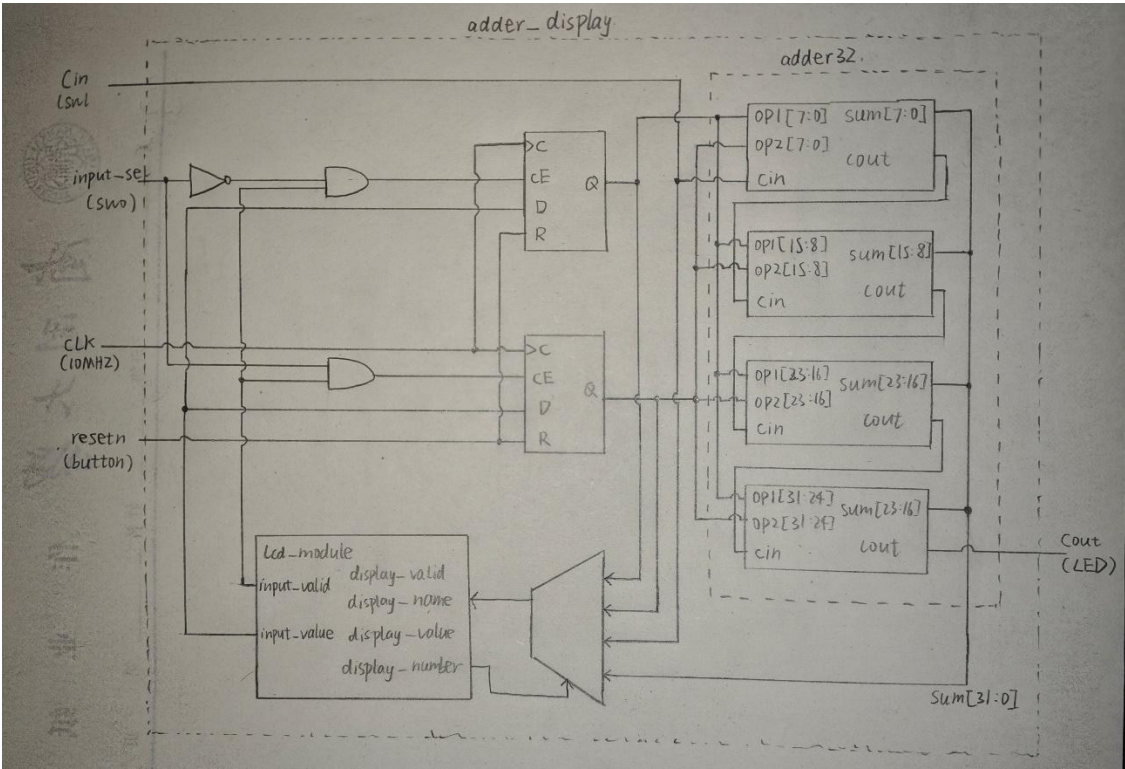 adder_display
Cin
(sw1
input_sel
(sw0)
CLK
(10MHZ)
resetn
(button)
>C
CE
D
R
Q
>C
CE
D
R
Q
adder32.
OP1[7:0] sum[7:0]
OP2[7:0]
cout
cin
OP1[15:8] sum[15:8]
OP2[15:8]
cout
cin
OP1[23:16] sum[23:16]
OP2[23:16]
cout
cin
OP1[31:24] sum[23:16]
OP2[31:24]
cin cout
Cout
(LED)
Lcd_module
input_valid display_valid
display_name
input_value display_value
display_number
sum[31:0]